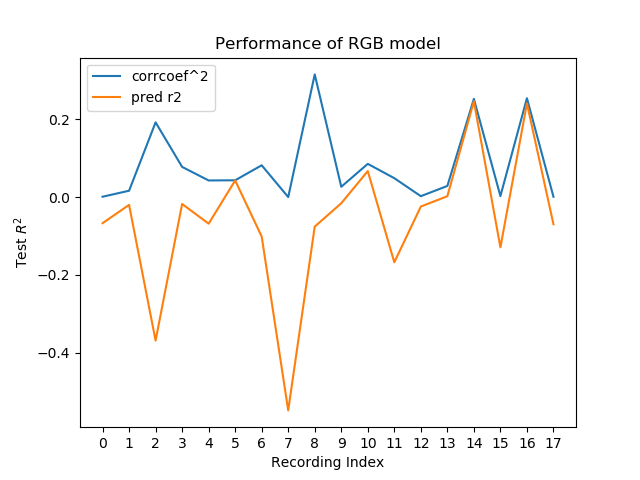 Performance of RGB model
corrcoef^2
pred r2
0.2
0.0
−0.2
−0.4
Test R²
0 1 2 3 4 5 6 7 8 9 10 11 12 13 14 15 16 17
Recording Index